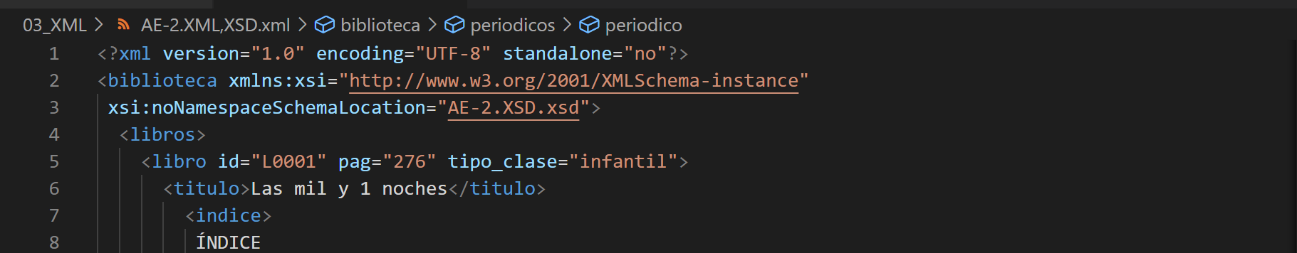 03_XML > AE-2.XML,XSD.xml > biblioteca > periodicos > periodico
1 <?xml version="1.0" encoding="UTF-8" standalone="no"?>
2 <biblioteca xmlns:xsi="http://www.w3.org/2001/XMLSchema-instance"
3 xsi:noNamespaceSchemaLocation="AE-2.XSD.xsd">
4 <libros>
5 <libro id="L0001" pag="276" tipo_clase="infantil">
6 <titulo>Las mil y 1 noches</titulo>
7 <indice>
8 ÍNDICE